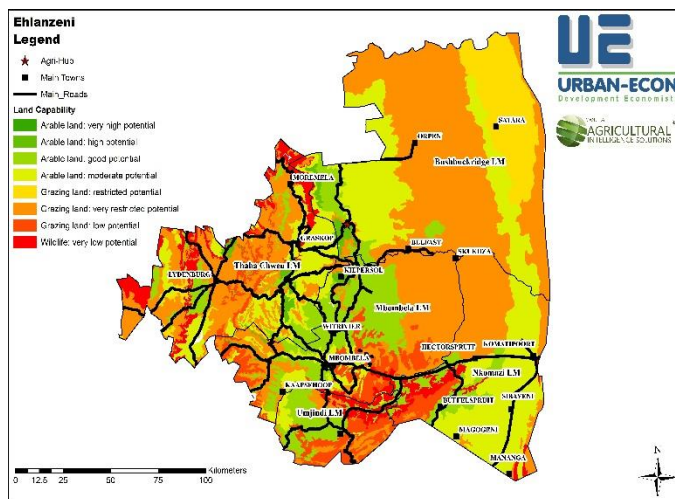 Ehlanzeni
Legend
Agri-Hub
Main Towns
Main_Roads
Land Capability
Arable land: very high potential
Arable land: high potential
Arable land: good potential
Arable land: moderate potential
Grazing land: restricted potential
Grazing land: very restricted potential
Grazing land: low potential
Wildlife: very low potential
UE
URBAN-ECON
Development Economists
AGRICULTURAL
INTELLIGENCE SOLUTIONS
SATARA
ORPEN
Bushbuckridge LM
MOREMELA
GRASKOP
BELFAST
SKUKUZA
Thaba Chweu LM
LYDENBURG
KIEPERSOL
Mbombela LM
WITRIVIER
HECTORSPRUIT
KOMATIPOORT
MBOMBELA
Nkomazi LM
KAAPSEHOOP
SIBAYENI
BUFFELSPRUIT
Umjindi LM
MAGOGENI
MANANGA
Kilometers
0 12.5 25 50 75 100
N